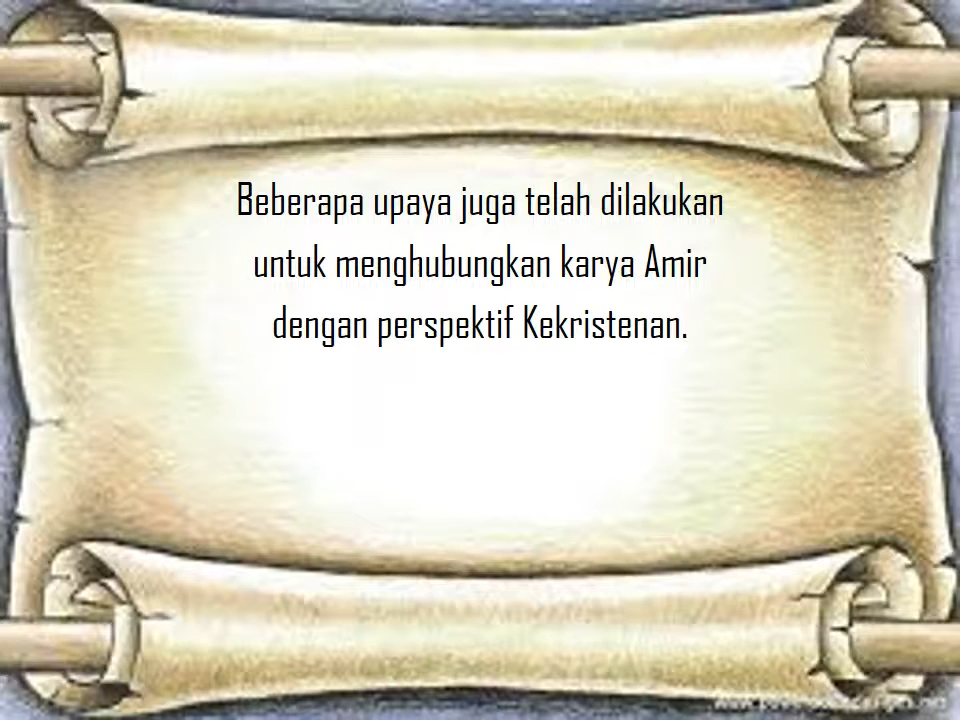 Beberapa upaya juga telah dilakukan
untuk menghubungkan karya Amir
dengan perspektif Kekristenan.